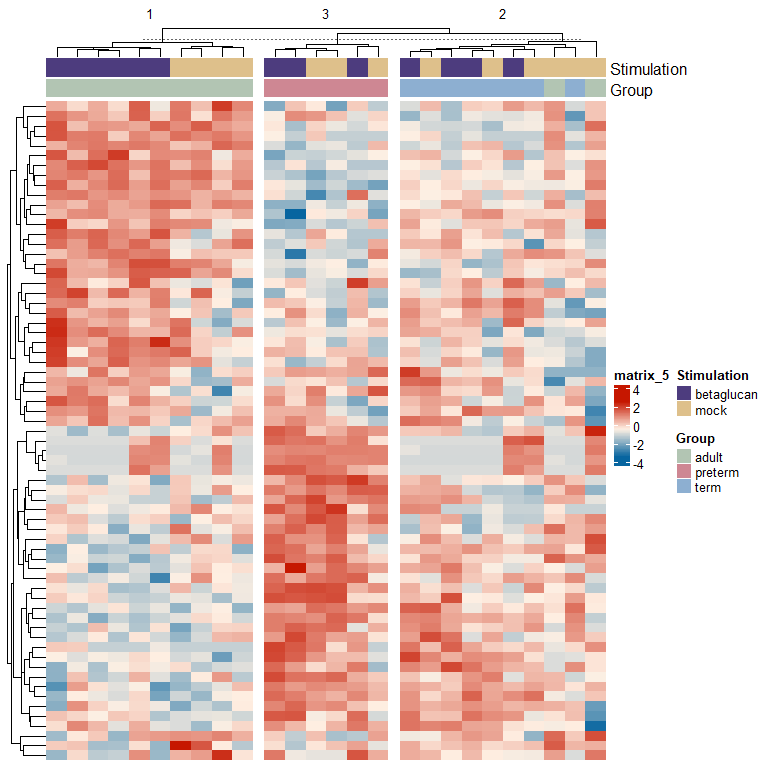 1
3
2
Stimulation
Group
matrix_5
4
2
0
-2
-4
Stimulation
betaglucan
mock
Group
adult
preterm
term